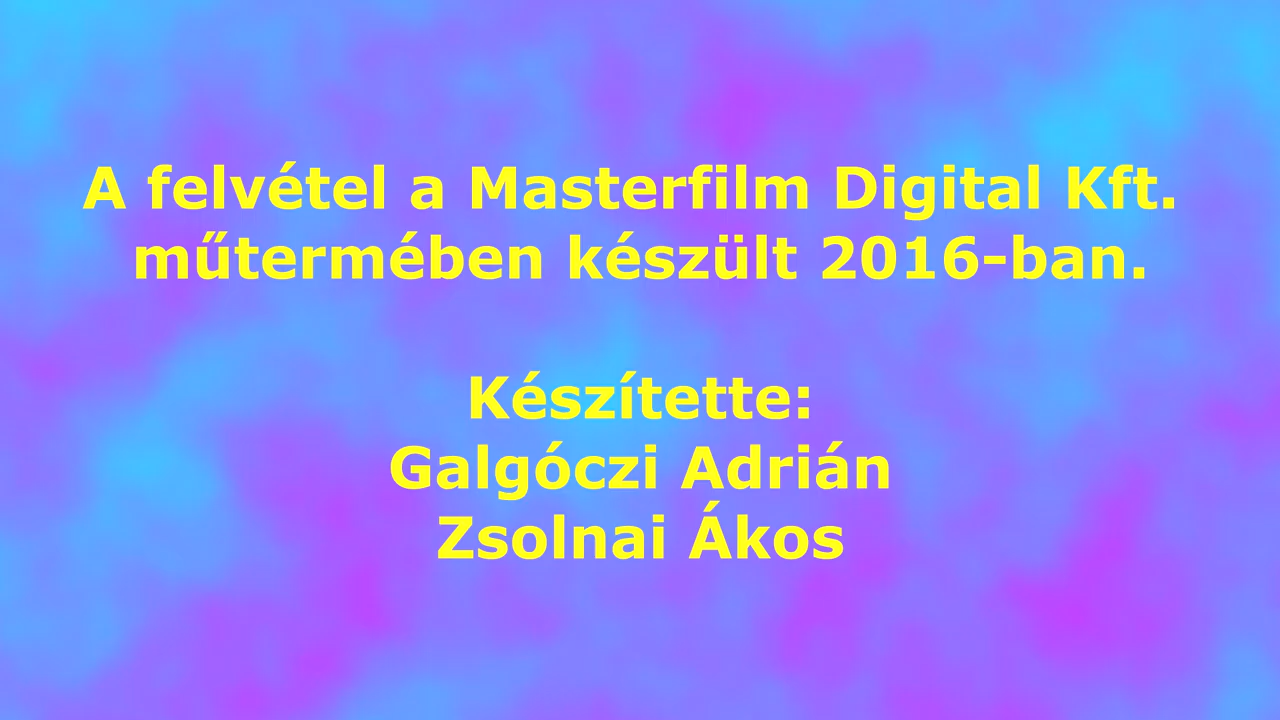 A felvétel a Masterfilm Digital Kft.
műtermében készült 2016-ban.
Készítette:
Galgóczi Adrián
Zsolnai Ákos